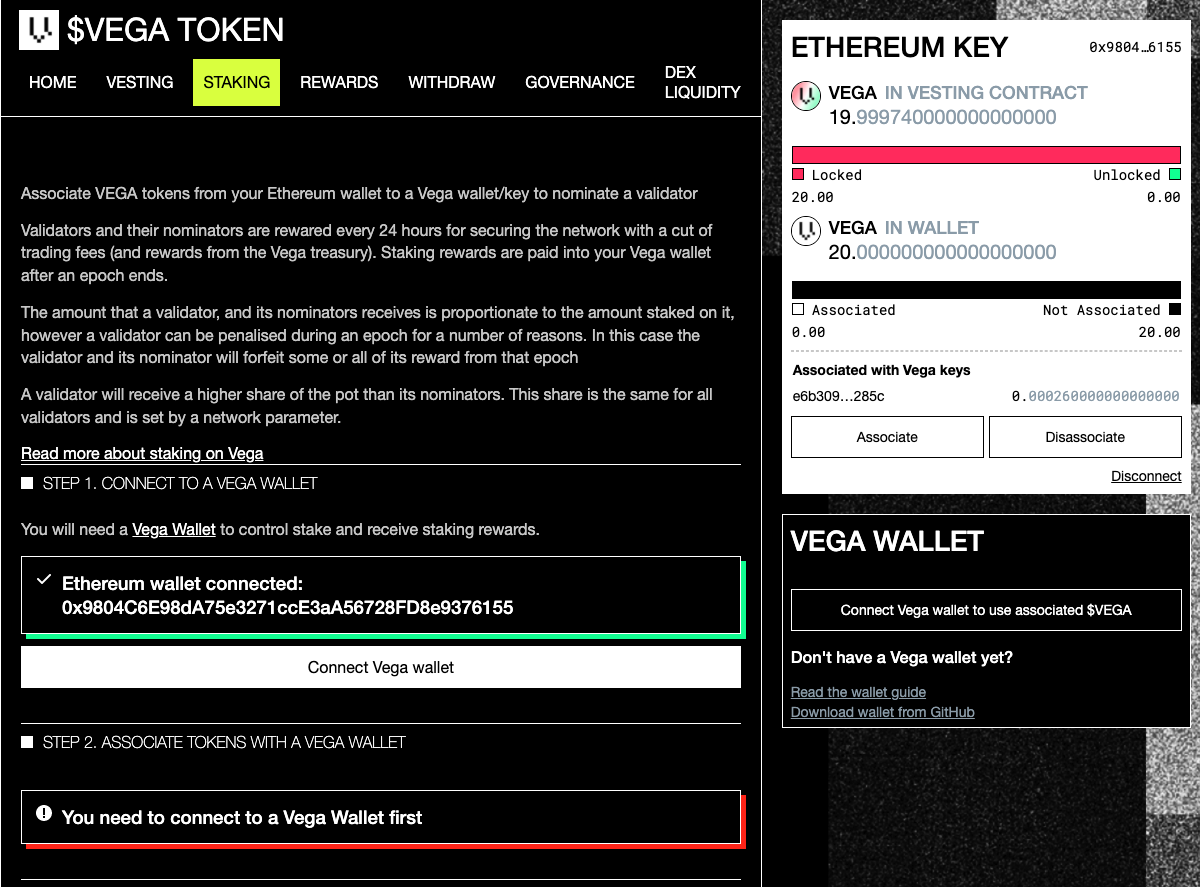 $VEGA TOKEN
HOME VESTING STAKING REWARDS WITHDRAW GOVERNANCE DEX LIQUIDITY
Associate VEGA tokens from your Ethereum wallet to a Vega wallet/key to nominate a validator
Validators and their nominators are rewarded every 24 hours for securing the network with a cut of
trading fees (and rewards from the Vega treasury). Staking rewards are paid into your Vega wallet
after an epoch ends.
The amount that a validator, and its nominators receives is proportionate to the amount staked on it,
however a validator can be penalised during an epoch for a number of reasons. In this case the
validator and its nominator will forfeit some or all of its reward from that epoch
A validator will receive a higher share of the pot than its nominators. This share is the same for all
validators and is set by a network parameter.
Read more about staking on Vega
STEP 1. CONNECT TO A VEGA WALLET
You will need a Vega Wallet to control stake and receive staking rewards.
Ethereum wallet connected:
0x9804C6E98dA75e3271ccE3aA56728FD8e9376155
Connect Vega wallet
STEP 2. ASSOCIATE TOKENS WITH A VEGA WALLET
You need to connect to a Vega Wallet first
ETHEREUM KEY 0x9804…6155
VEGA IN VESTING CONTRACT
19.999740000000000000
Locked Unlocked
20.00 0.00
VEGA IN WALLET
20.000000000000000000
Associated Not Associated
0.00 20.00
Associated with Vega keys
e6b309…285c 0.000260000000000000
Associate Disassociate
Disconnect
VEGA WALLET
Connect Vega wallet to use associated $VEGA
Don't have a Vega wallet yet?
Read the wallet guide
Download wallet from GitHub